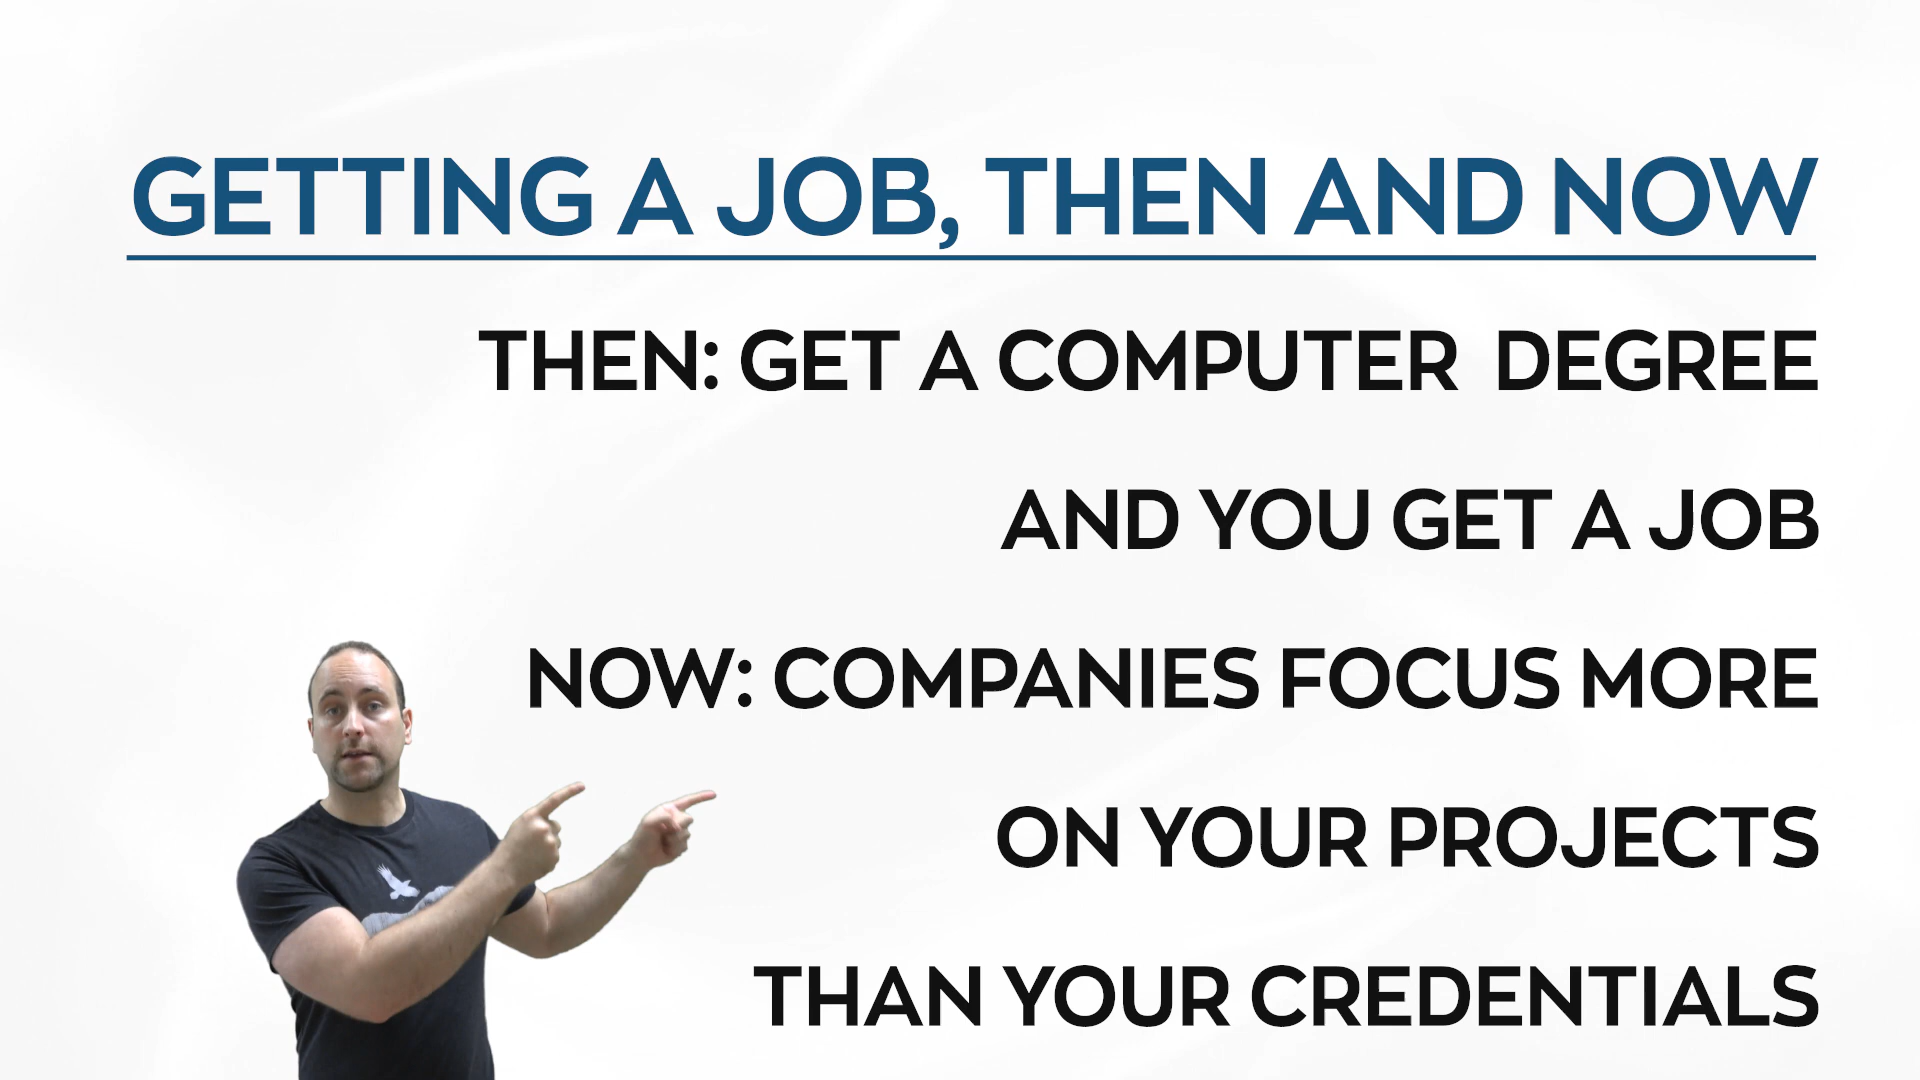 GETTING A JOB, THEN AND NOW
THEN: GET A COMPUTER DEGREE
AND YOU GET A JOB
NOW: COMPANIES FOCUS MORE
ON YOUR PROJECTS
THAN YOUR CREDENTIALS